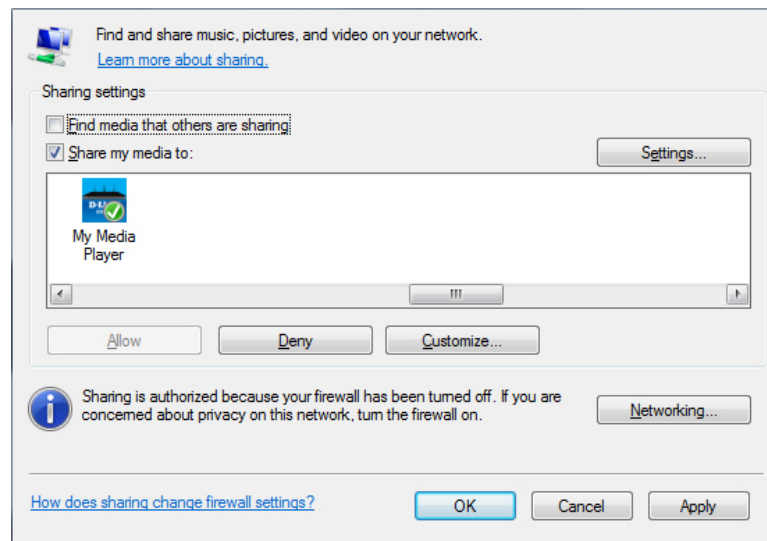 Find and share music, pictures, and video on your network.
Learn more about sharing.
Sharing settings
Find media that others are sharing
Share my media to:
Settings...
My Media
Player
Allow
Deny
Customize...
Sharing is authorized because your firewall has been turned off. If you are
concerned about privacy on this network, turn the firewall on.
Networking...
How does sharing change firewall settings?
OK
Cancel
Apply